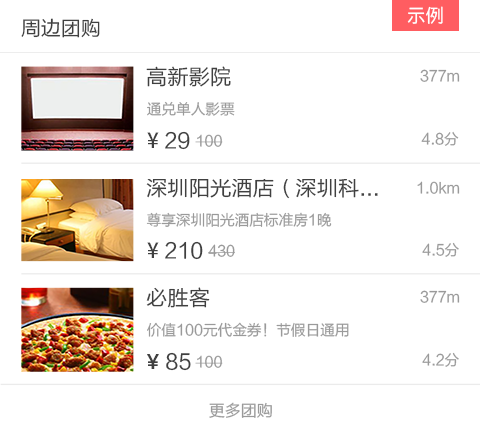 周边团购
示例
高新影院
377m
通兑单人影票
¥ 29 100
4.8分
深圳阳光酒店（深圳科...
1.0km
尊享深圳阳光酒店标准房1晚
¥ 210 430
4.5分
必胜客
377m
价值100元代金券！节假日通用
¥ 85 100
4.2分
更多团购